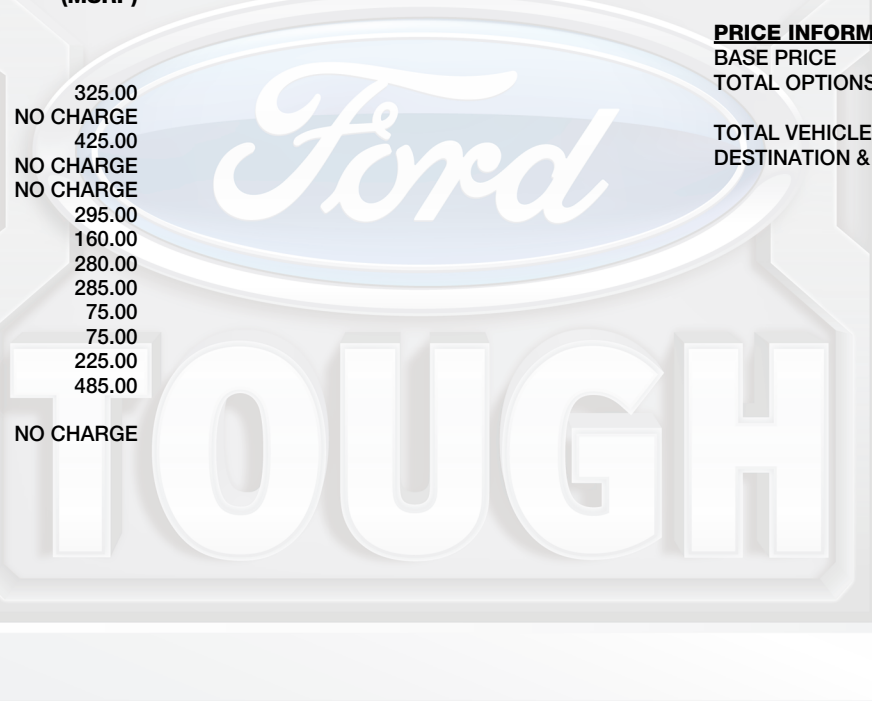 (MSRP)
325.00
NO CHARGE
425.00
NO CHARGE
NO CHARGE
295.00
160.00
280.00
285.00
75.00
75.00
225.00
485.00
NO CHARGE
PRICE INFORM
BASE PRICE
TOTAL OPTIONS
TOTAL VEHICLE
DESTINATION &
Ford
TOUGH